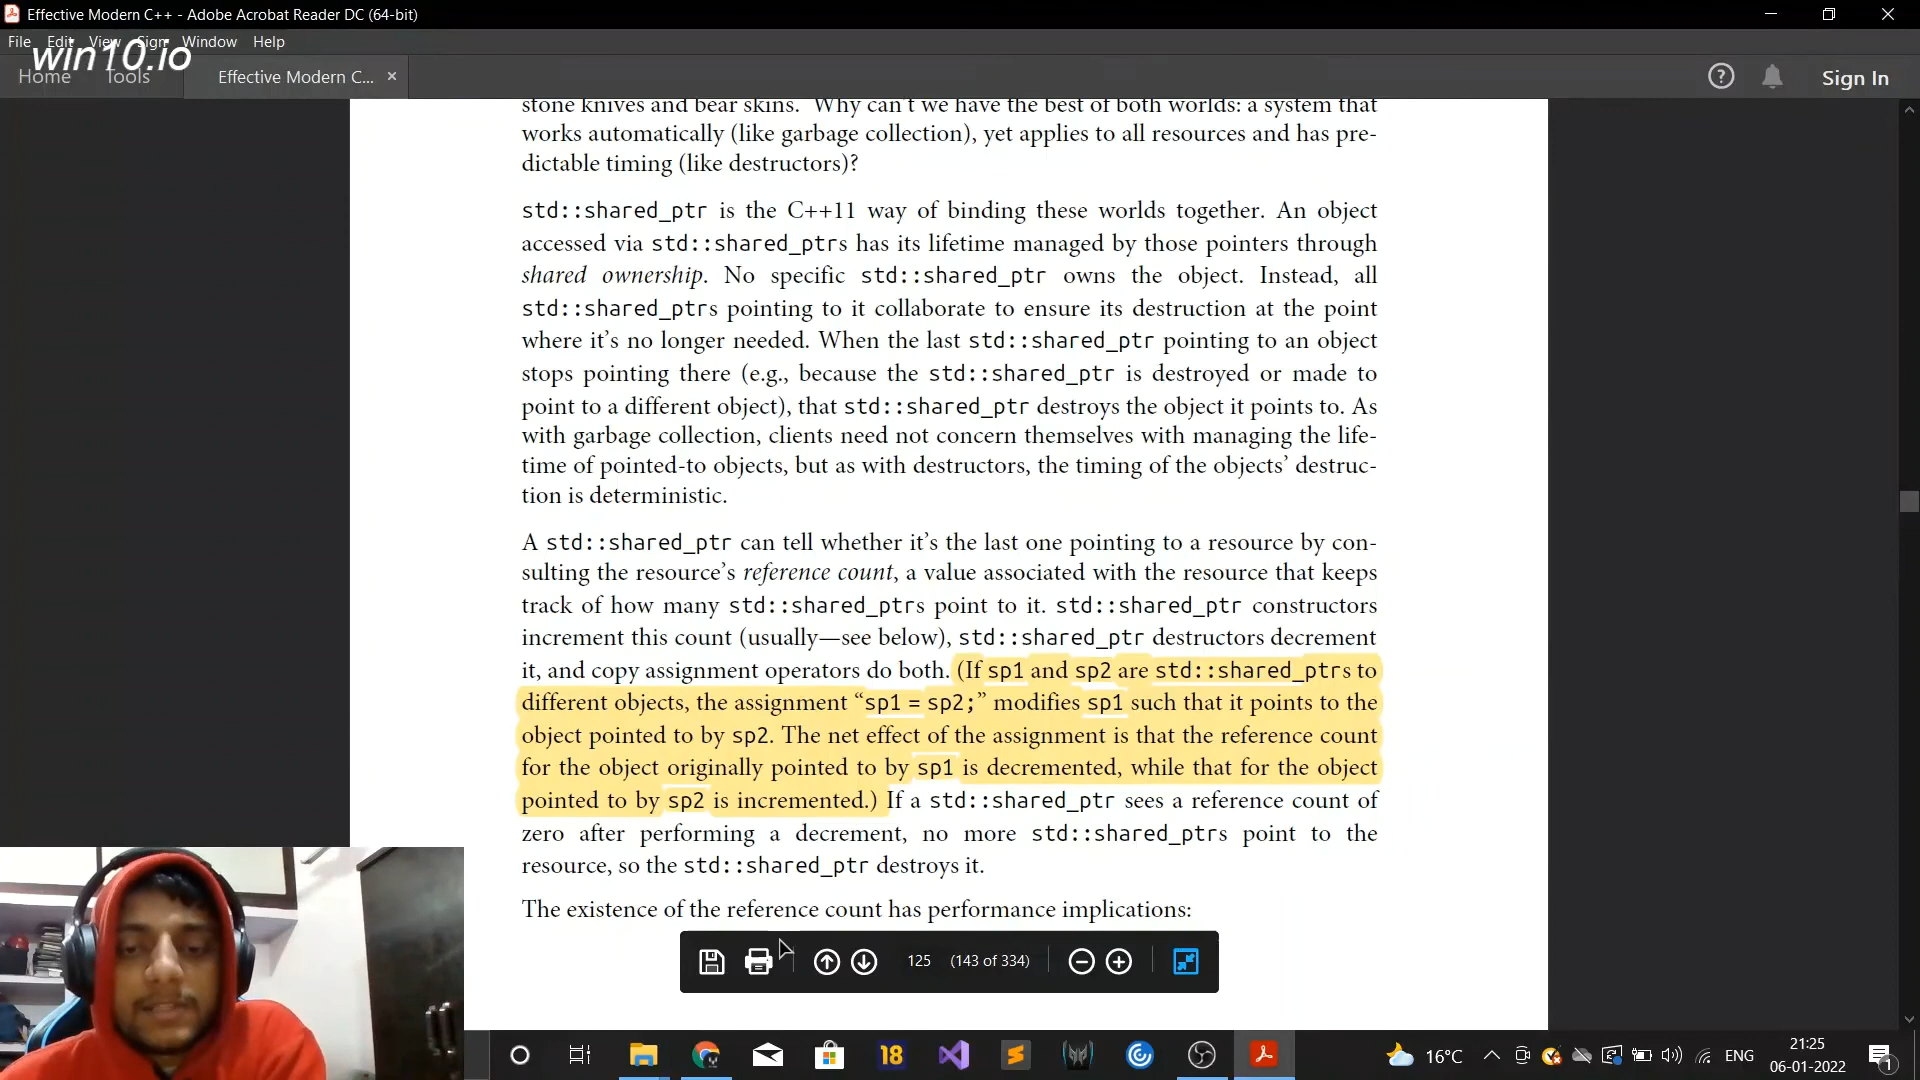 Effective Modern C++ - Adobe Acrobat Reader DC (64-bit)
File Edit View Sign Window Help
win10.io
Home Tools Effective Modern C... × Sign In
stone knives and bear skins. Why can't we have the best of both worlds: a system that
works automatically (like garbage collection), yet applies to all resources and has pre-
dictable timing (like destructors)?
std::shared_ptr is the C++11 way of binding these worlds together. An object
accessed via std::shared_ptrs has its lifetime managed by those pointers through
shared ownership. No specific std::shared_ptr owns the object. Instead, all
std::shared_ptrs pointing to it collaborate to ensure its destruction at the point
where it's no longer needed. When the last std::shared_ptr pointing to an object
stops pointing there (e.g., because the std::shared_ptr is destroyed or made to
point to a different object), that std::shared_ptr destroys the object it points to. As
with garbage collection, clients need not concern themselves with managing the life-
time of pointed-to objects, but as with destructors, the timing of the objects' destruc-
tion is deterministic.
A std::shared_ptr can tell whether it's the last one pointing to a resource by con-
sulting the resource's reference count, a value associated with the resource that keeps
track of how many std::shared_ptrs point to it. std::shared_ptr constructors
increment this count (usually—see below), std::shared_ptr destructors decrement
it, and copy assignment operators do both. (If sp1 and sp2 are std::shared_ptrs to
different objects, the assignment “sp1 = sp2;” modifies sp1 such that it points to the
object pointed to by sp2. The net effect of the assignment is that the reference count
for the object originally pointed to by sp1 is decremented, while that for the object
pointed to by sp2 is incremented.) If a std::shared_ptr sees a reference count of
zero after performing a decrement, no more std::shared_ptrs point to the
resource, so the std::shared_ptr destroys it.
The existence of the reference count has performance implications:
125 (143 of 334)
18
16°C
ENG
21:25
06-01-2022
1